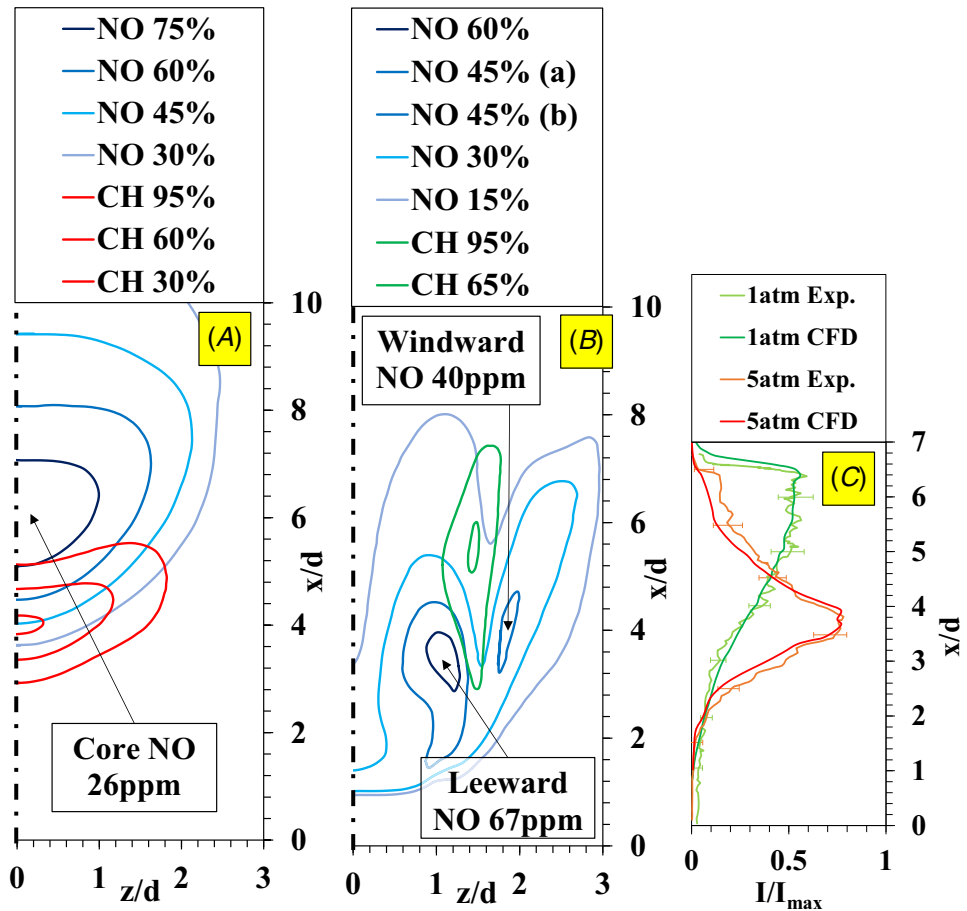 NO 75%
NO 60%
NO 45%
NO 30%
CH 95%
CH 60%
CH 30%
10
8
6
4
2
0
x/d
(A)
Core NO
26ppm
0
1
2
3
z/d
NO 60%
NO 45% (a)
NO 45% (b)
NO 30%
NO 15%
CH 95%
CH 65%
10
8
6
4
2
0
x/d
(B)
Windward
NO 40ppm
Leeward
NO 67ppm
0
1
2
3
z/d
1atm Exp.
1atm CFD
5atm Exp.
5atm CFD
7
6
5
4
3
2
1
0
x/d
(C)
0
0.5
1
I/Imax